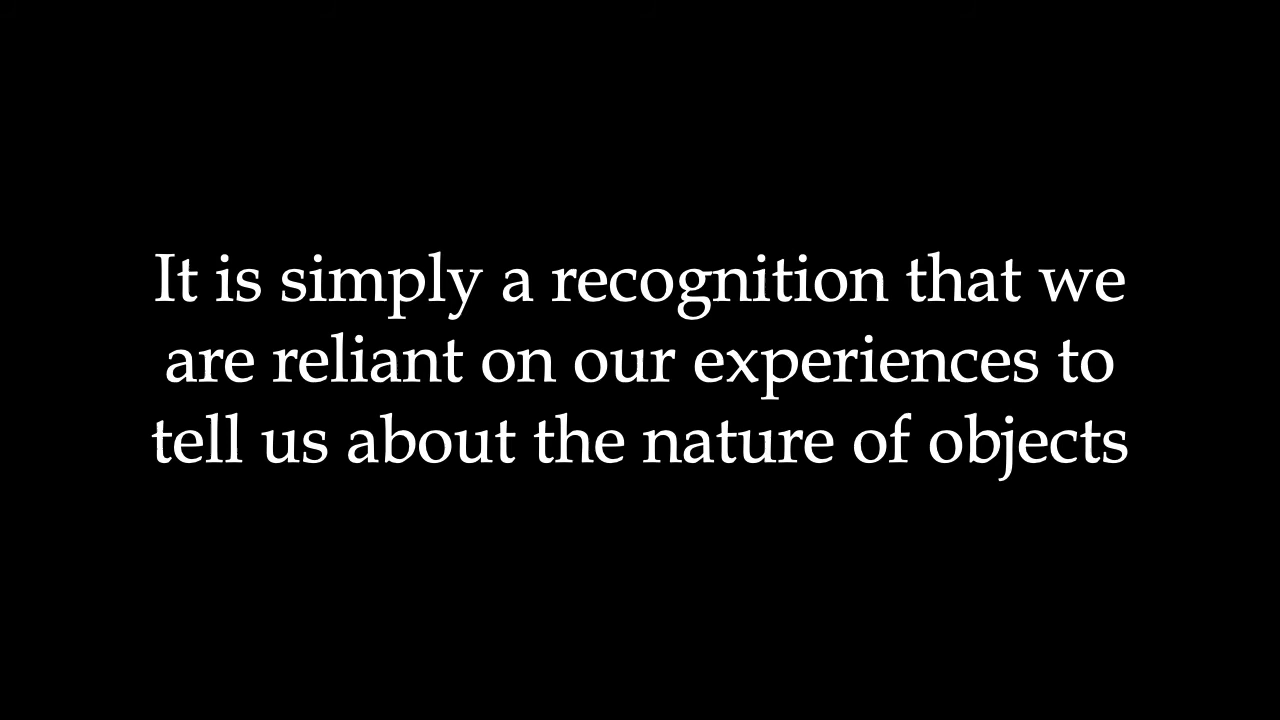 It is simply a recognition that we
are reliant on our experiences to
tell us about the nature of objects